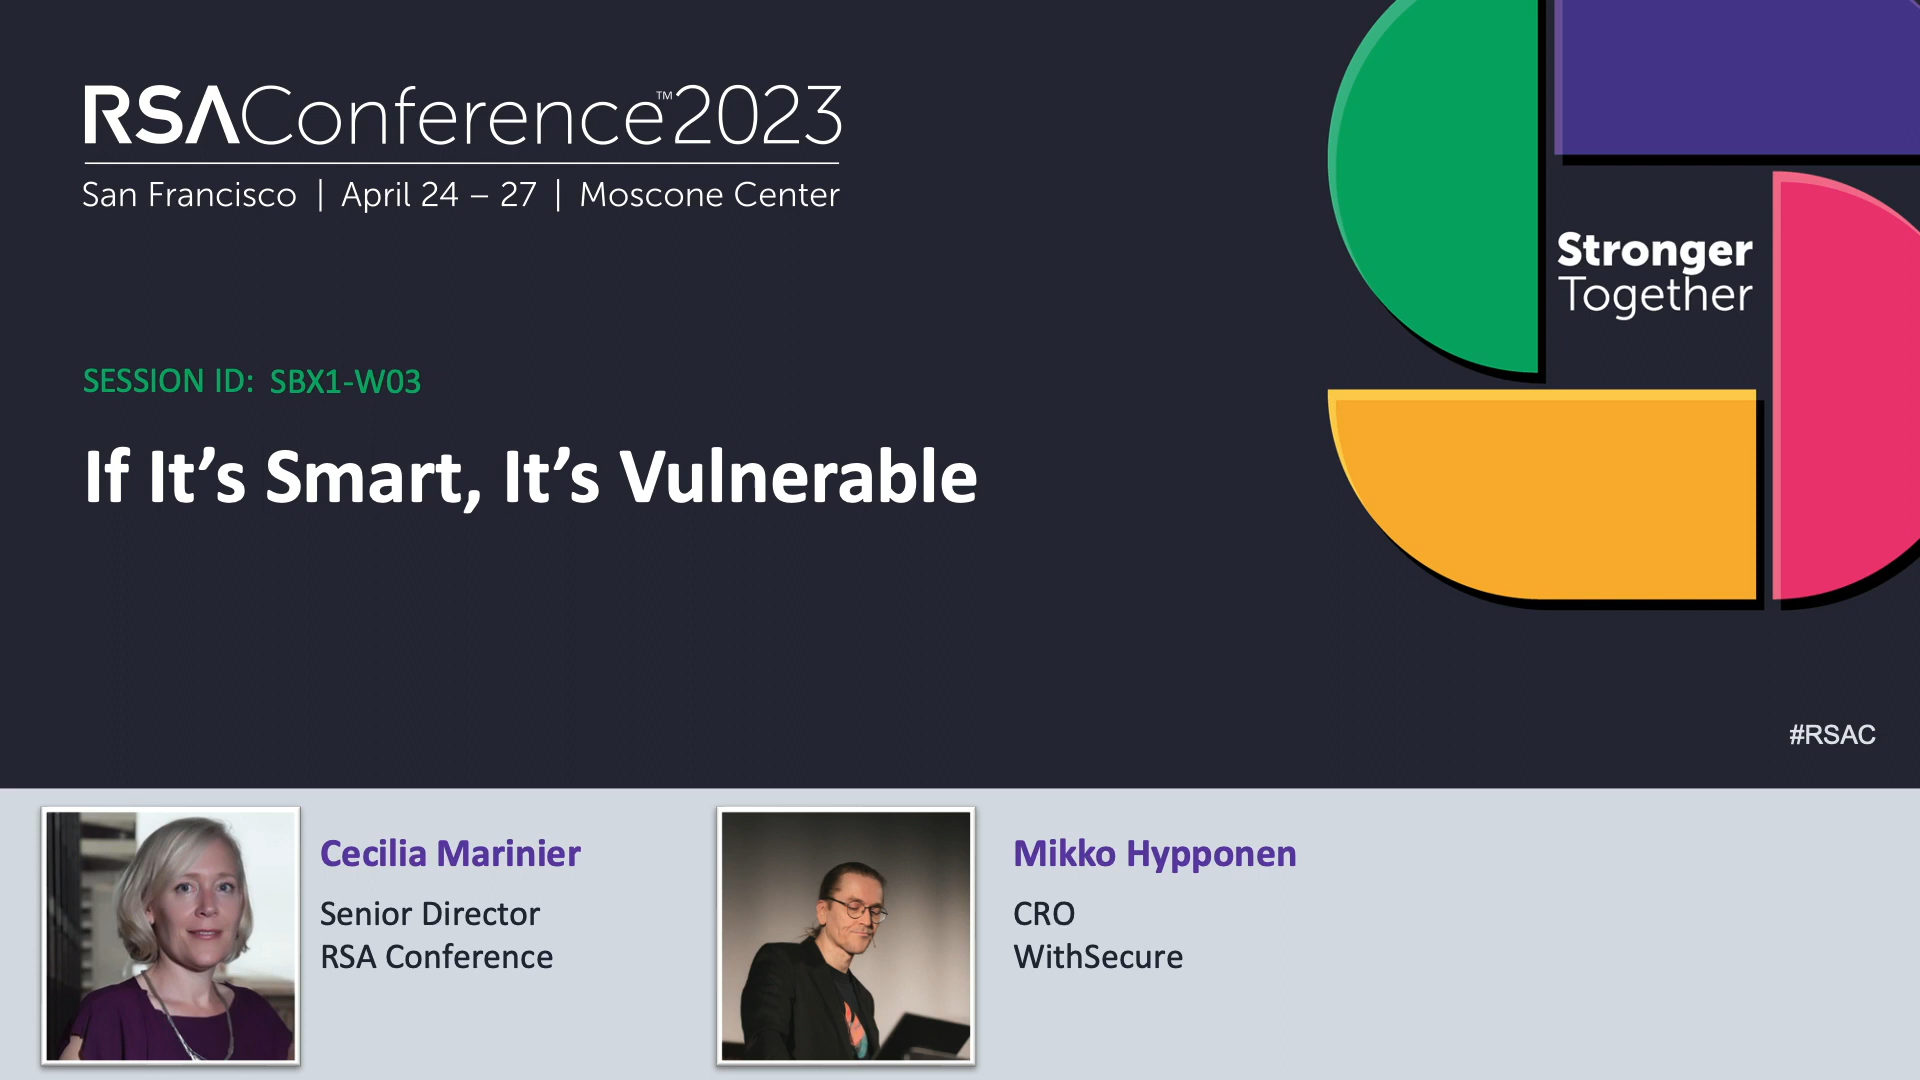 RSAConference™2023
San Francisco | April 24 – 27 | Moscone Center
Stronger
Together
SESSION ID: SBX1-W03
If It’s Smart, It’s Vulnerable
#RSAC
Cecilia Marinier
Senior Director
RSA Conference
Mikko Hypponen
CRO
WithSecure